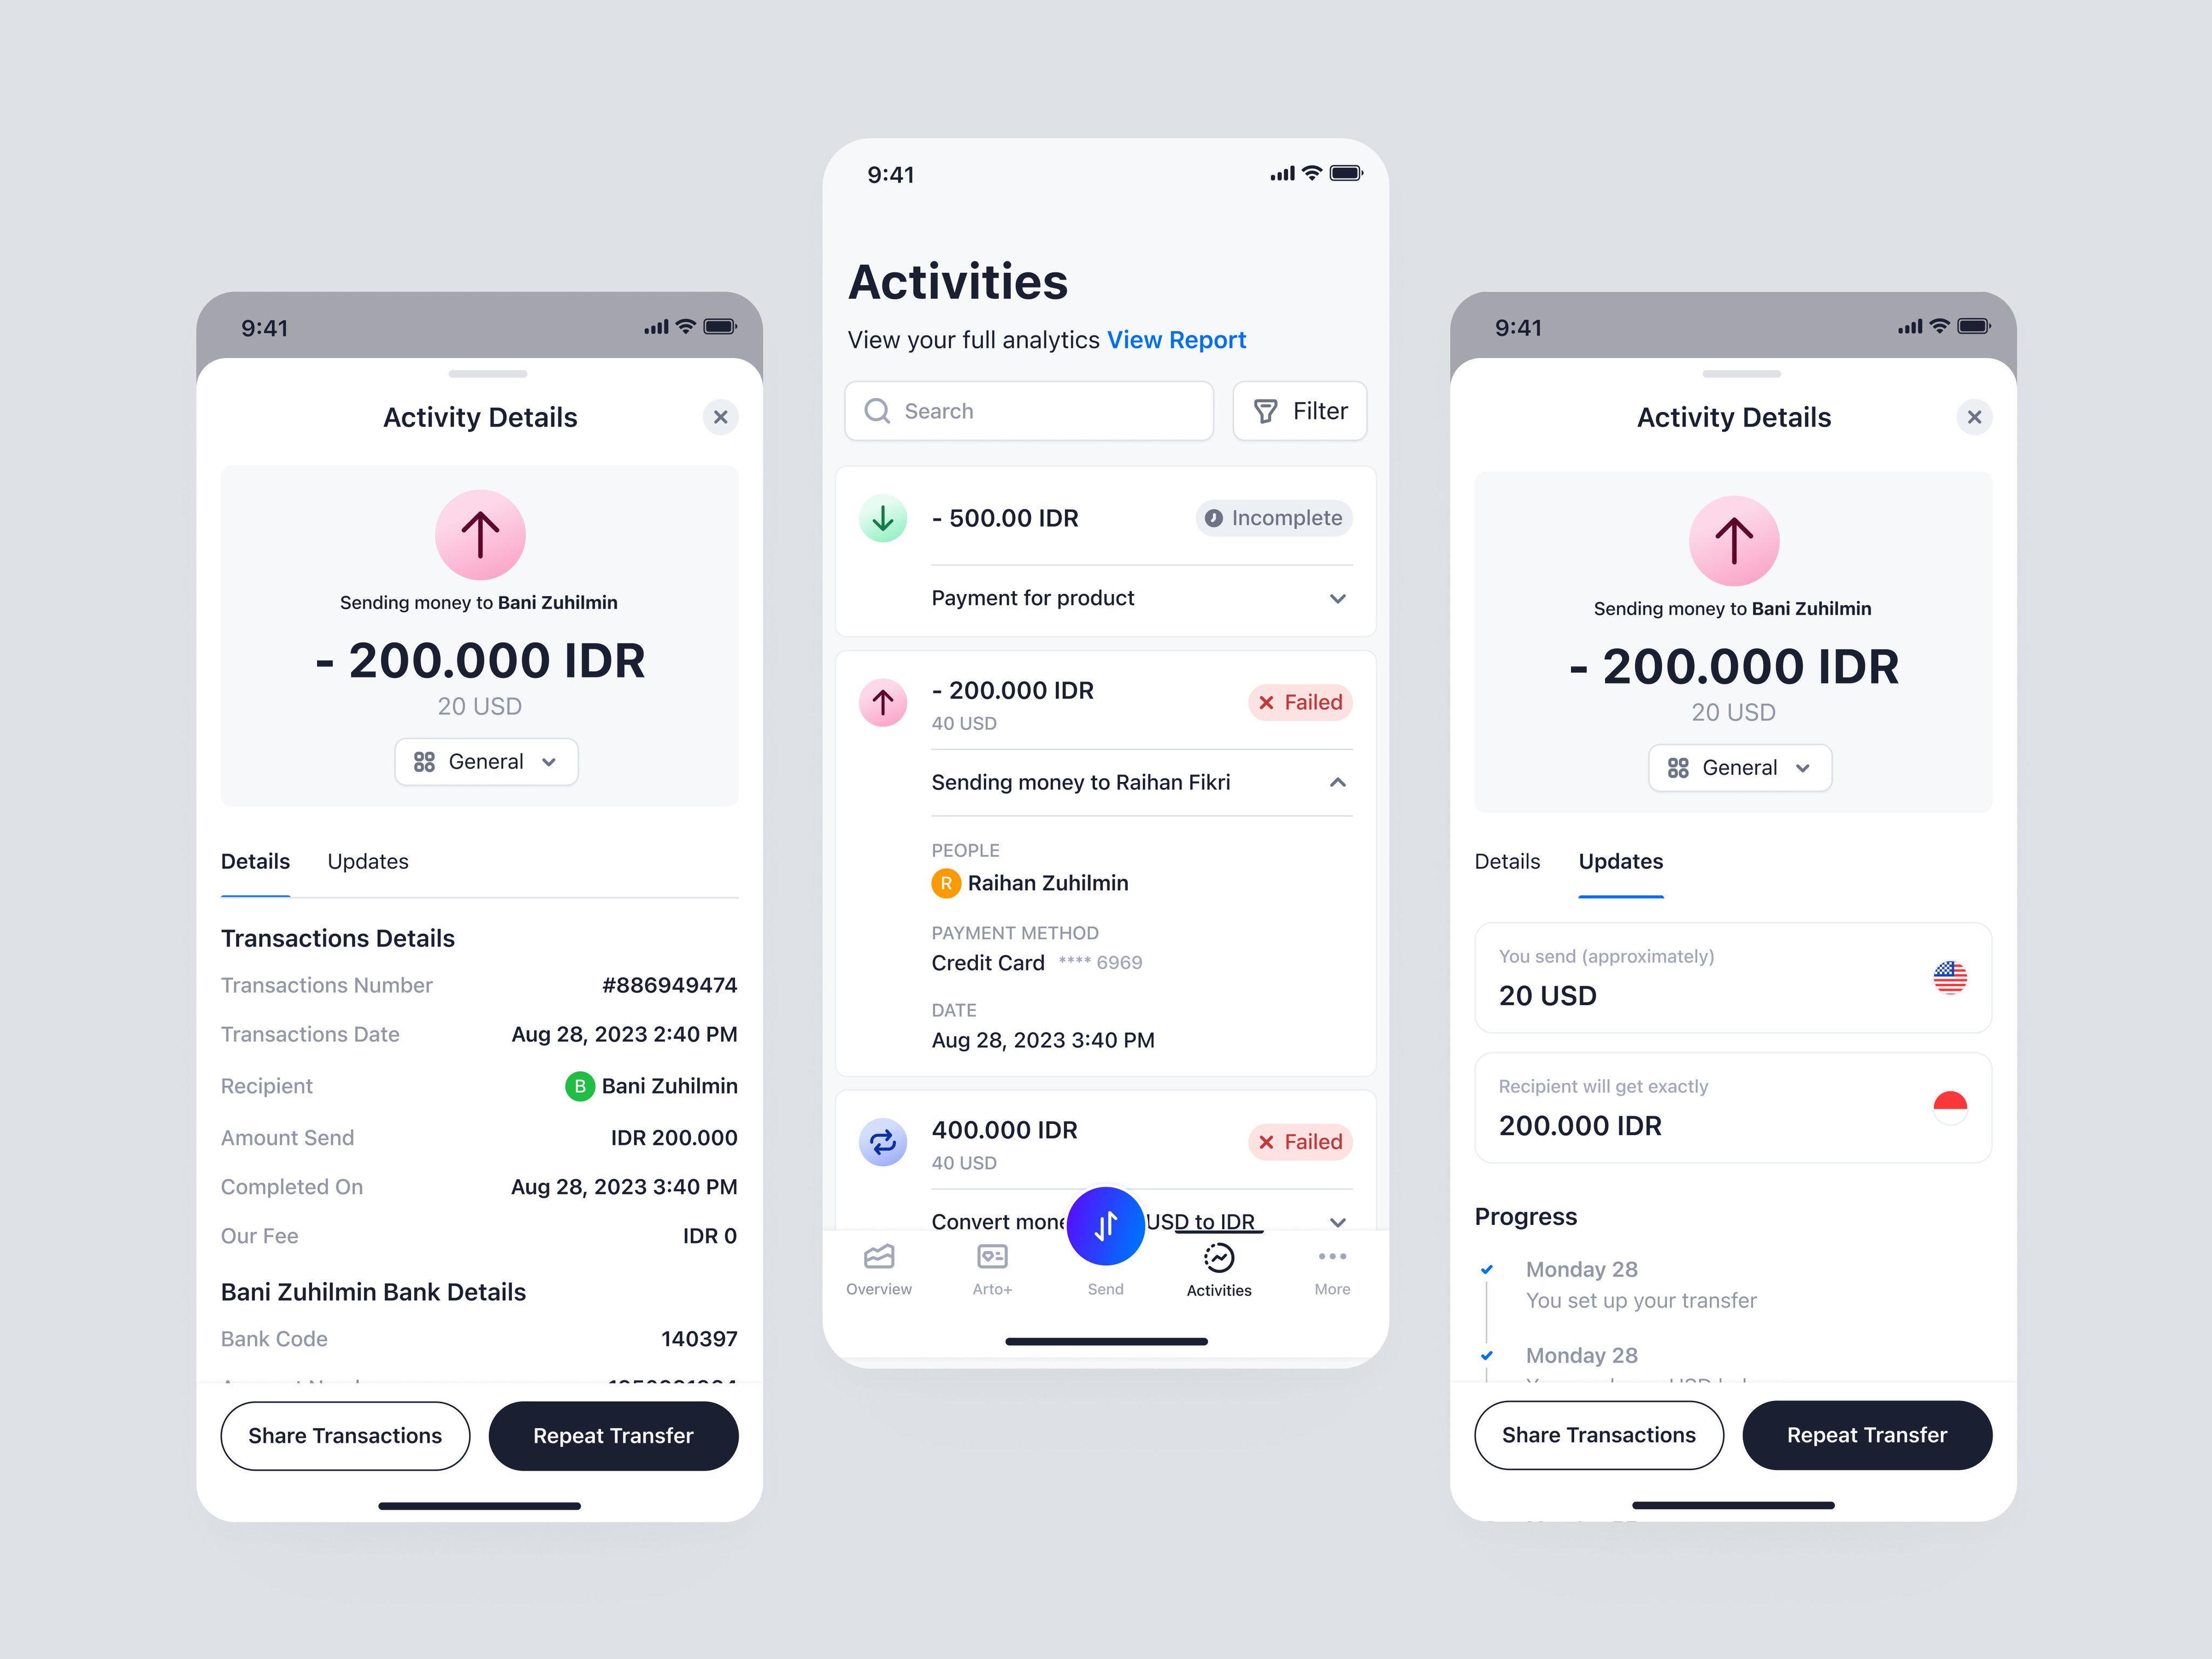 9:41
Activity Details
Sending money to Bani Zuhilmin
- 200.000 IDR
20 USD
General
Details Updates
Transactions Details
Transactions Number #886949474
Transactions Date Aug 28, 2023 2:40 PM
Recipient B Bani Zuhilmin
Amount Send IDR 200.000
Completed On Aug 28, 2023 3:40 PM
Our Fee IDR 0
Bani Zuhilmin Bank Details
Bank Code 140397
Share Transactions Repeat Transfer
9:41
Activities
View your full analytics View Report
Search Filter
- 500.00 IDR Incomplete
Payment for product
- 200.000 IDR Failed
40 USD
Sending money to Raihan Fikri
PEOPLE
R Raihan Zuhilmin
PAYMENT METHOD
Credit Card **** 6969
DATE
Aug 28, 2023 3:40 PM
400.000 IDR Failed
40 USD
Convert mone USD to IDR
Overview Arto+ Send Activities More
9:41
Activity Details
Sending money to Bani Zuhilmin
- 200.000 IDR
20 USD
General
Details Updates
You send (approximately)
20 USD
Recipient will get exactly
200.000 IDR
Progress
Monday 28
You set up your transfer
Monday 28
Share Transactions Repeat Transfer